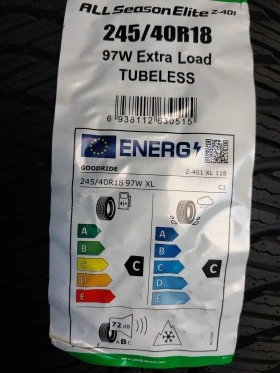 ALL SEASON Elite Z-401
245/40R18
97W Extra Load
TUBELESS
6 938112 630515
ENERG
GOODRIDE
Z-401 XL 118
245/40R18 97W XL
C1
A
B
C
D
E
C
A
B
C
D
E
C
72 dB
ABC